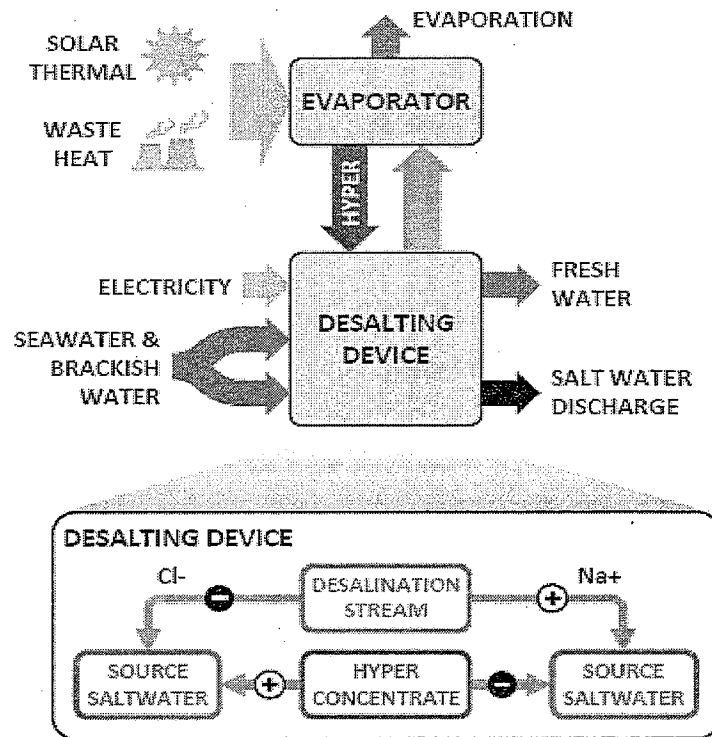 EVAPORATION
SOLAR
THERMAL
EVAPORATOR
WASTE
HEAT
HYPER
ELECTRICITY
FRESH
WATER
DESALTING
DEVICE
SEAWATER &
BRACKISH
WATER
SALT WATER
DISCHARGE
DESALTING DEVICE
Cl-
−
DESALINATION
STREAM
+
Na+
SOURCE
SALTWATER
+
HYPER
CONCENTRATE
−
SOURCE
SALTWATER